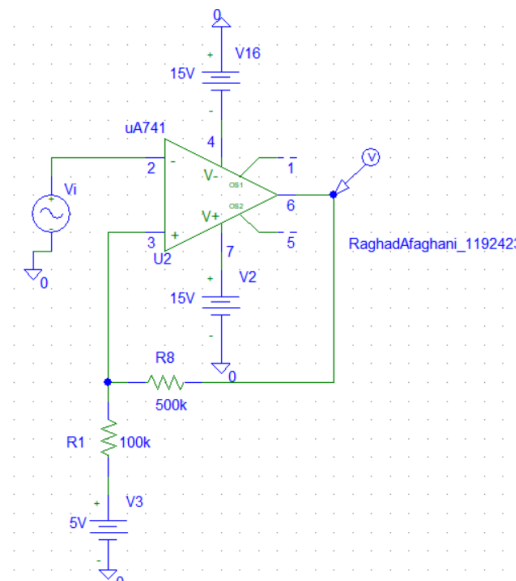 0
+ V16
15V
-
uA741
4
2 - V- OS1 1
Vi
+
-
0
6
V
3 + V+ OS2 5
U2 7
RaghadAfaghani_119242
+ V2
15V
-
0
R8
500k
R1 100k
+ V3
5V
-
0